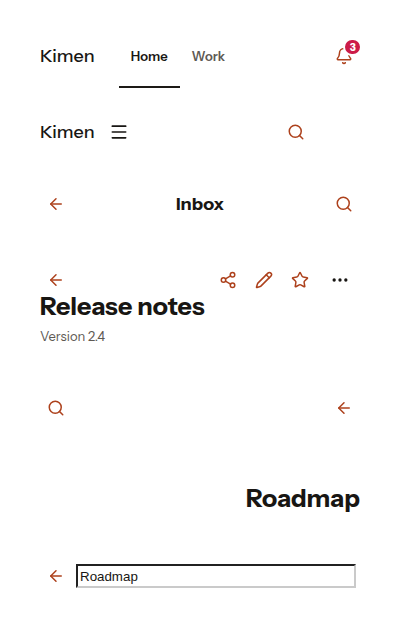 Kimen Home Work 3
Kimen
Inbox
Release notes
Version 2.4
Roadmap
Roadmap